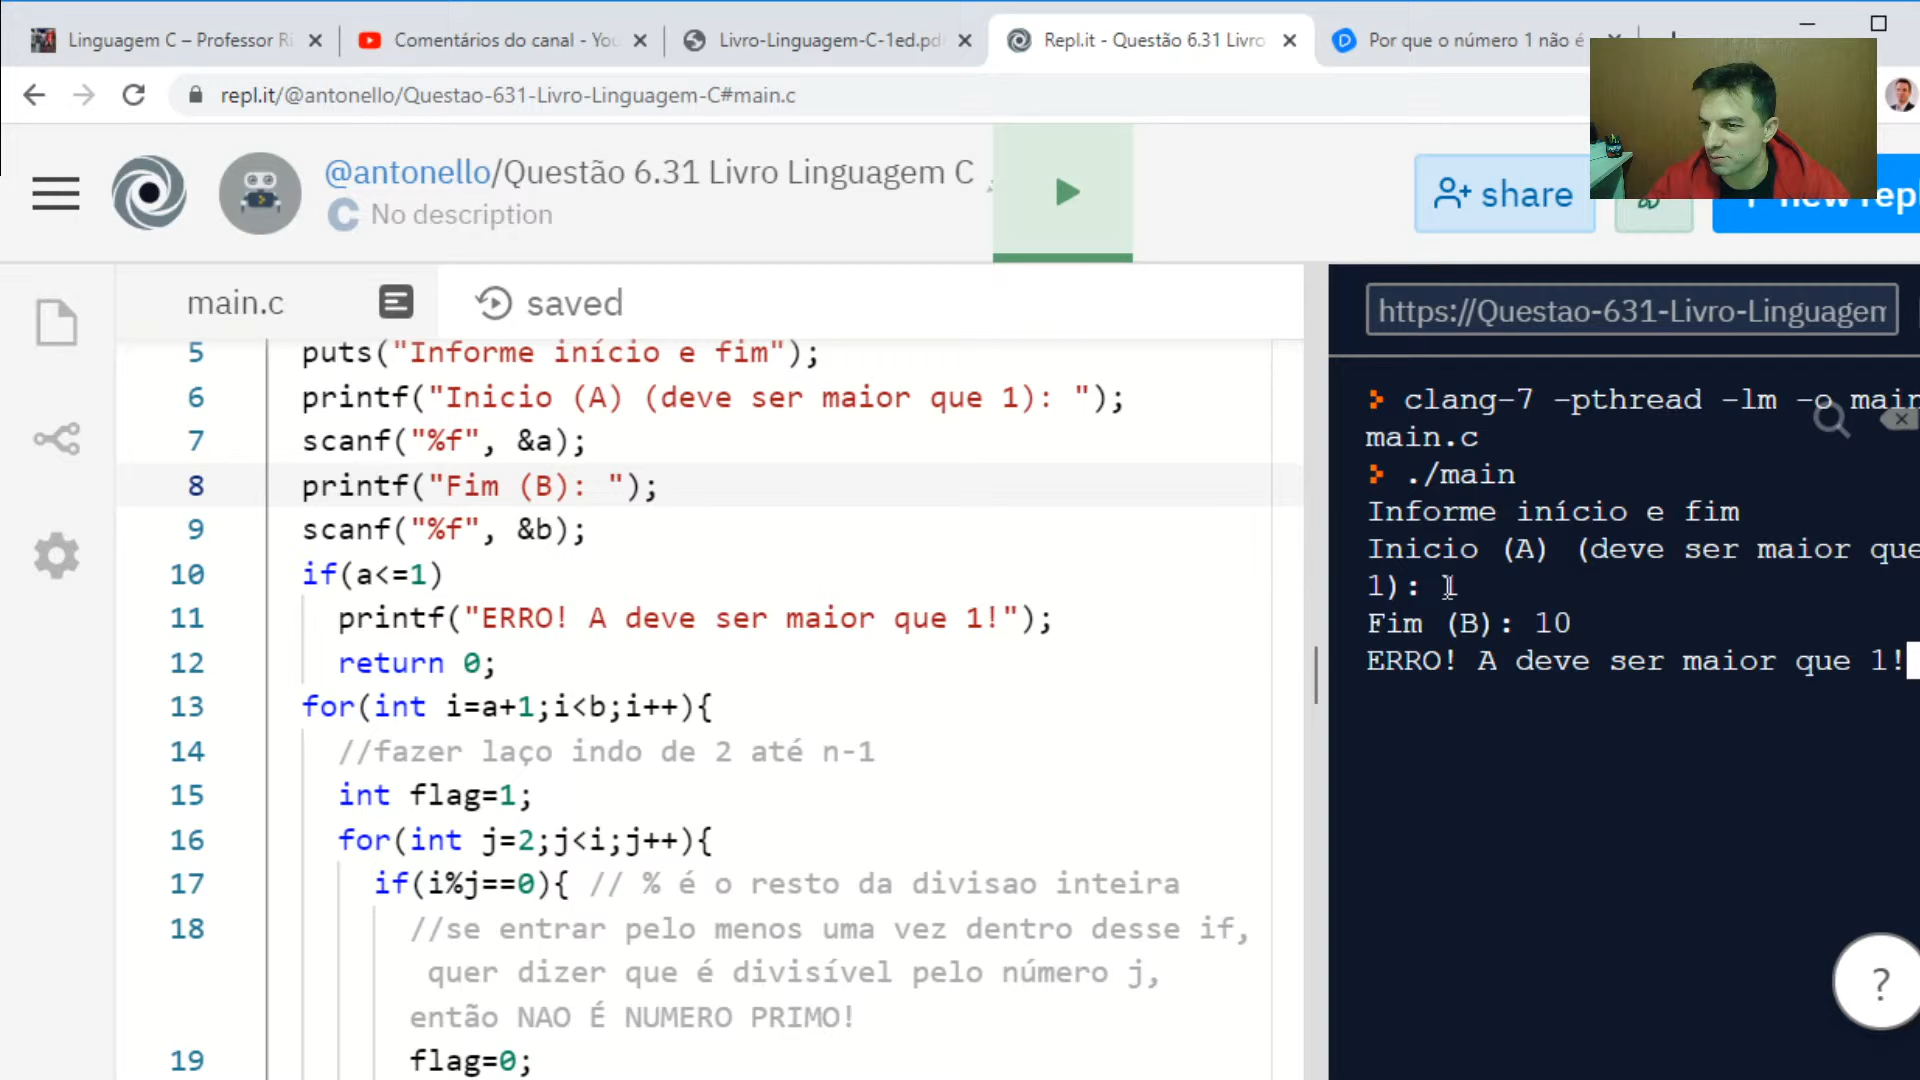 Linguagem C – Professor Ri
Comentários do canal - You
Livro-Linguagem-C-1ed.pdf
Repl.it - Questão 6.31 Livro
Por que o número 1 não é
repl.it/@antonello/Questao-631-Livro-Linguagem-C#main.c
@antonello/Questão 6.31 Livro Linguagem C
C No description
share
new repl
main.c
saved
https://Questao-631-Livro-Linguagem
5 puts("Informe início e fim");
6 printf("Inicio (A) (deve ser maior que 1): ");
7 scanf("%f", &a);
8 printf("Fim (B): ");
9 scanf("%f", &b);
10 if(a<=1)
11 printf("ERRO! A deve ser maior que 1!");
12 return 0;
13 for(int i=a+1;i<b;i++){
14 //fazer laço indo de 2 até n-1
15 int flag=1;
16 for(int j=2;j<i;j++){
17 if(i%j==0){ // % é o resto da divisao inteira
18 //se entrar pelo menos uma vez dentro desse if,
quer dizer que é divisível pelo número j,
então NAO É NUMERO PRIMO!
19 flag=0;
clang-7 -pthread -lm -o main
main.c
./main
Informe início e fim
Inicio (A) (deve ser maior que
1): 1
Fim (B): 10
ERRO! A deve ser maior que 1!
?